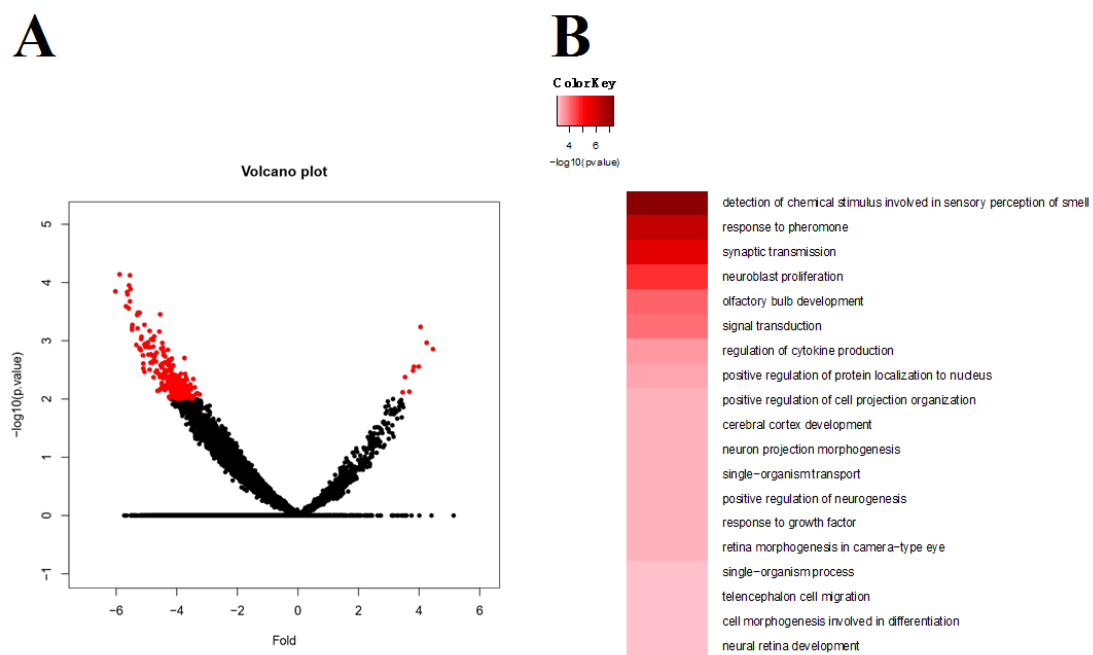 A
B
ColorKey
4 6
−log10(pvalue)
Volcano plot
5
4
3
2
1
0
−1
−log10(p.value)
−6 −4 −2 0 2 4 6
Fold
detection of chemical stimulus involved in sensory perception of smell
response to pheromone
synaptic transmission
neuroblast proliferation
olfactory bulb development
signal transduction
regulation of cytokine production
positive regulation of protein localization to nucleus
positive regulation of cell projection organization
cerebral cortex development
neuron projection morphogenesis
single−organism transport
positive regulation of neurogenesis
response to growth factor
retina morphogenesis in camera−type eye
single−organism process
telencephalon cell migration
cell morphogenesis involved in differentiation
neural retina development